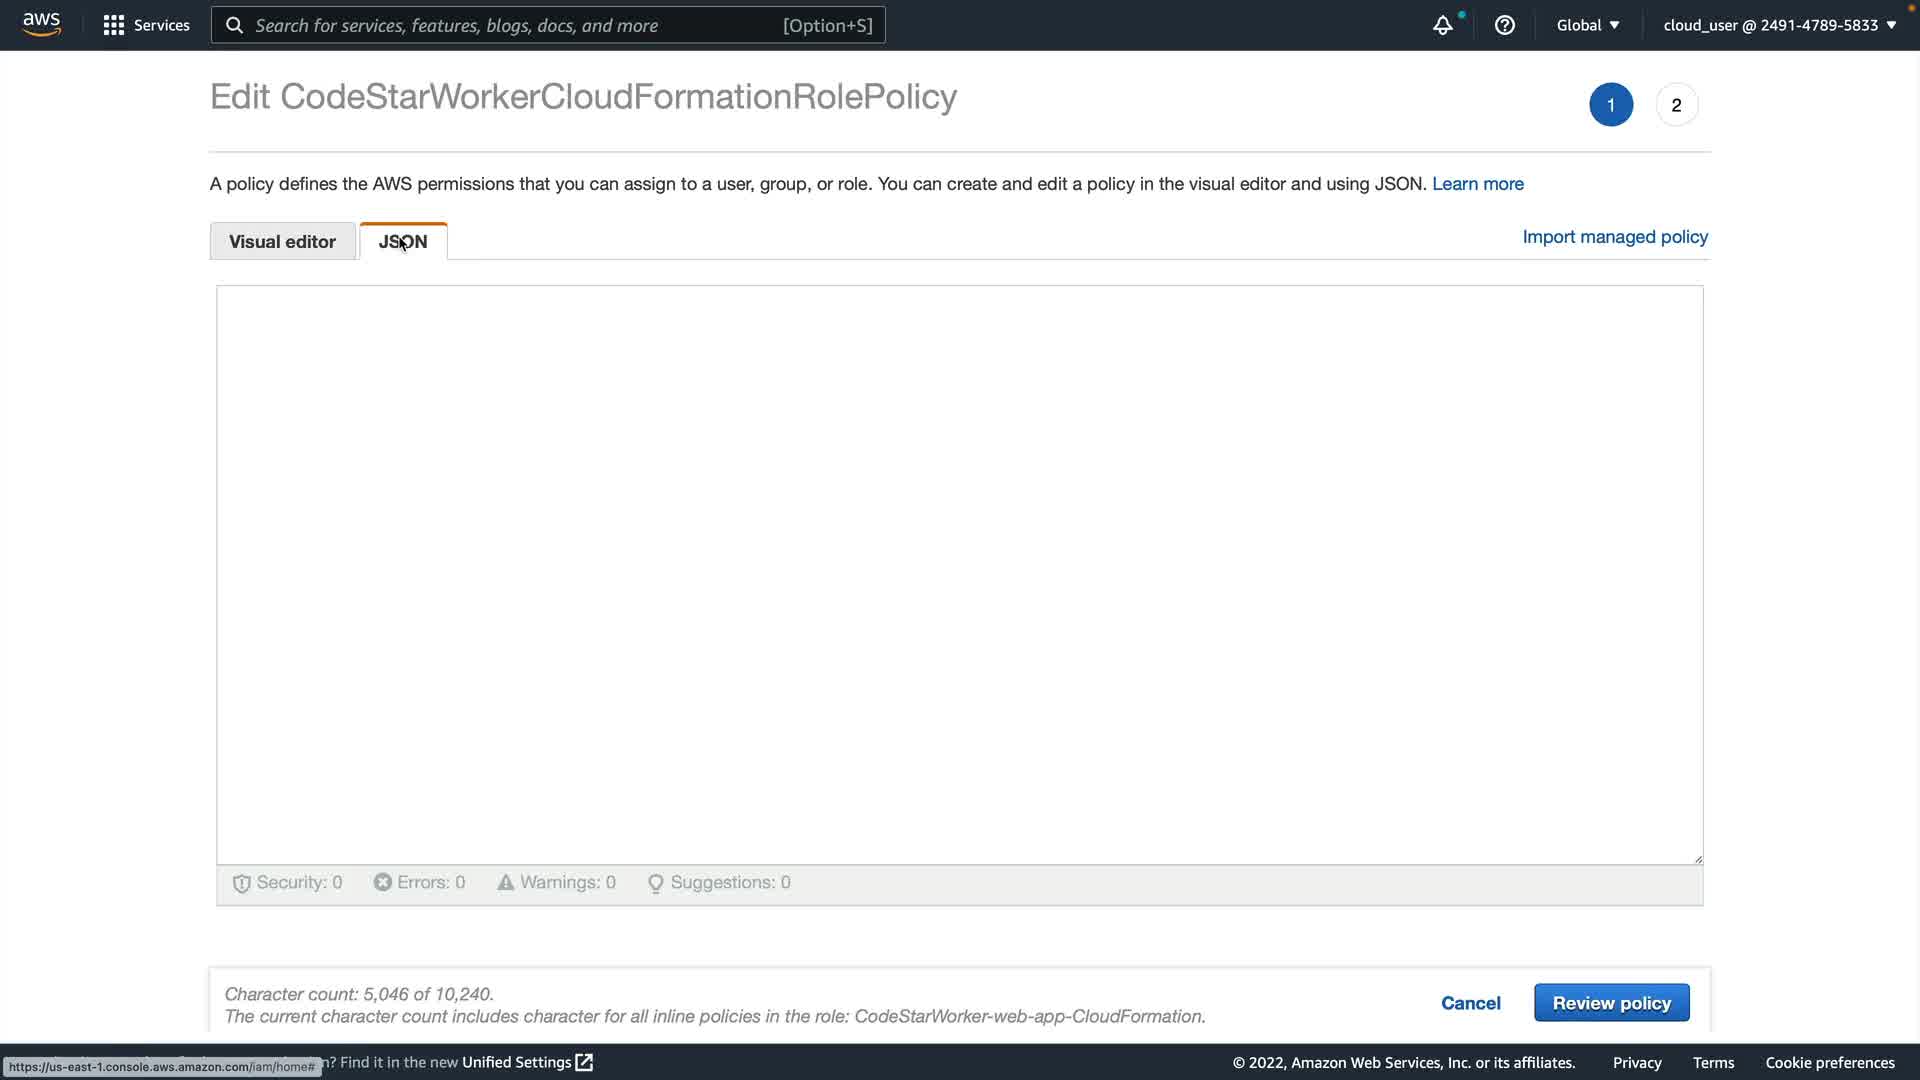 aws
Services
Search for services, features, blogs, docs, and more
[Option+S]
Global
cloud_user @ 2491-4789-5833
Edit CodeStarWorkerCloudFormationRolePolicy
1
2
A policy defines the AWS permissions that you can assign to a user, group, or role. You can create and edit a policy in the visual editor and using JSON. Learn more
Visual editor
JSON
Import managed policy
Security: 0
Errors: 0
Warnings: 0
Suggestions: 0
Character count: 5,046 of 10,240.
The current character count includes character for all inline policies in the role: CodeStarWorker-web-app-CloudFormation.
Cancel
Review policy
https://us-east-1.console.aws.amazon.com/iam/home#
? Find it in the new Unified Settings
© 2022, Amazon Web Services, Inc. or its affiliates.
Privacy
Terms
Cookie preferences